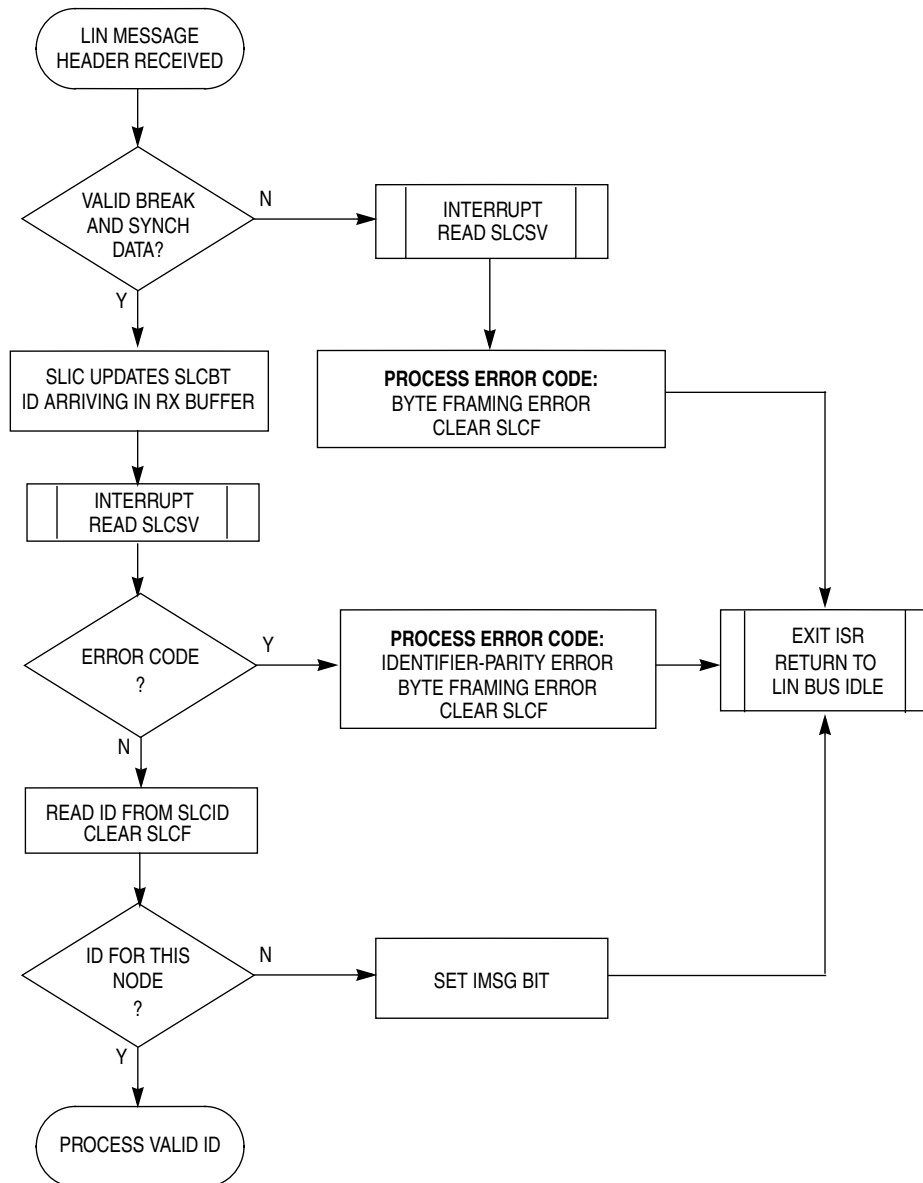 LIN MESSAGE
HEADER RECEIVED
VALID BREAK
AND SYNCH
DATA?
N
INTERRUPT
READ SLCSV
Y
SLIC UPDATES SLCBT
ID ARRIVING IN RX BUFFER
PROCESS ERROR CODE:
BYTE FRAMING ERROR
CLEAR SLCF
INTERRUPT
READ SLCSV
ERROR CODE
?
Y
PROCESS ERROR CODE:
IDENTIFIER-PARITY ERROR
BYTE FRAMING ERROR
CLEAR SLCF
EXIT ISR
RETURN TO
LIN BUS IDLE
N
READ ID FROM SLCID
CLEAR SLCF
ID FOR THIS
NODE
?
N
SET IMSG BIT
Y
PROCESS VALID ID